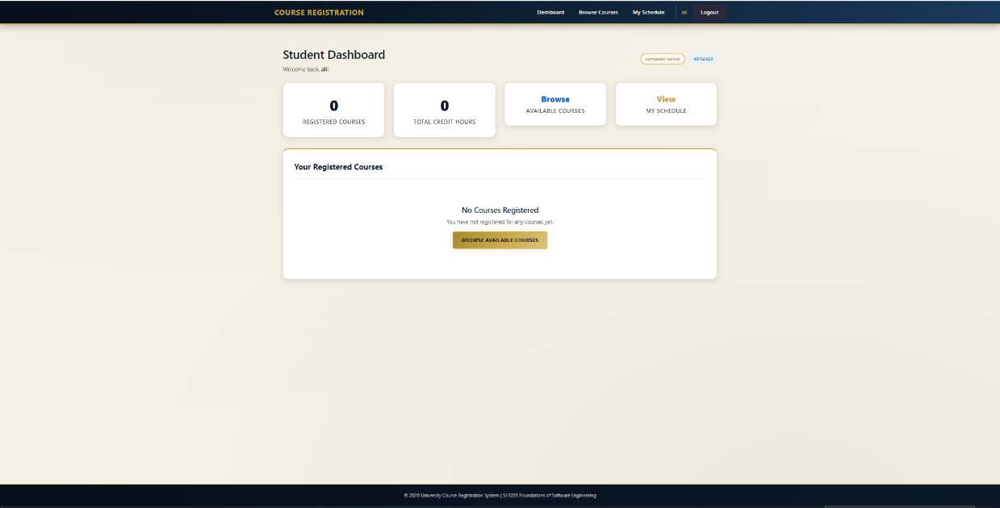 COURSE REGISTRATION
Dashboard Browse Courses My Schedule ali Logout
Student Dashboard
Welcome back, ali!
computer seince 48112423
0
REGISTERED COURSES
0
TOTAL CREDIT HOURS
Browse
AVAILABLE COURSES
View
MY SCHEDULE
Your Registered Courses
No Courses Registered
You have not registered for any courses yet.
BROWSE AVAILABLE COURSES
© 2026 University Course Registration System | SE1201 Foundations of Software Engineering